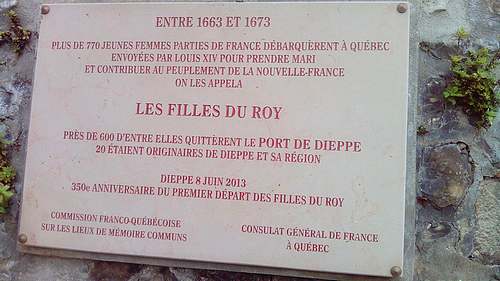 ENTRE 1663 ET 1673
PLUS DE 770 JEUNES FEMMES PARTIES DE FRANCE DÉBARQUÈRENT À QUÉBEC
ENVOYÉES PAR LOUIS XIV POUR PRENDRE MARI
ET CONTRIBUER AU PEUPLEMENT DE LA NOUVELLE-FRANCE
ON LES APPELA
LES FILLES DU ROY
PRÈS DE 600 D'ENTRE ELLES QUITTÈRENT LE PORT DE DIEPPE
20 ÉTAIENT ORIGINAIRES DE DIEPPE ET SA RÉGION
DIEPPE 8 JUIN 2013
350e ANNIVERSAIRE DU PREMIER DÉPART DES FILLES DU ROY
COMMISSION FRANCO-QUÉBÉCOISE
SUR LES LIEUX DE MÉMOIRE COMMUNS
CONSULAT GÉNÉRAL DE FRANCE
À QUÉBEC